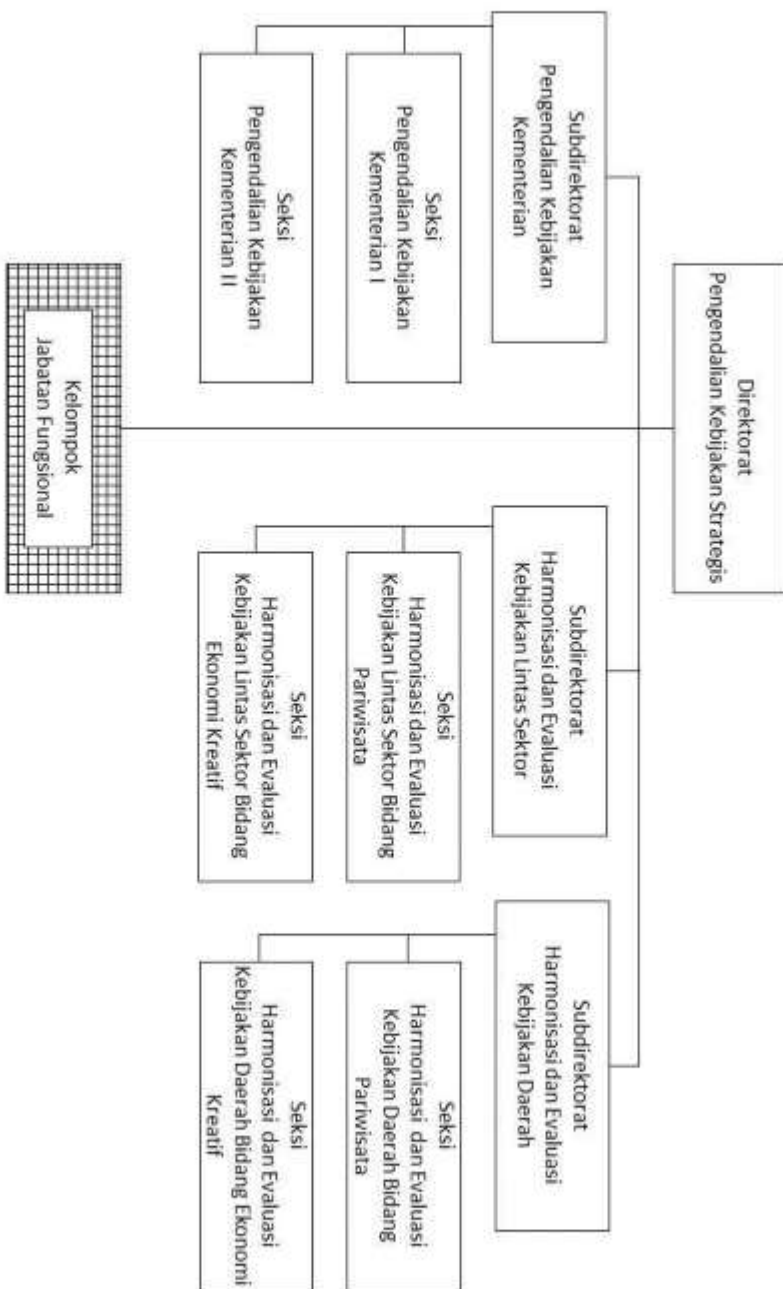 Direktorat
Pengendalian Kebijakan Strategis
Subdirektorat
Pengendalian Kebijakan
Kementerian
Seksi
Pengendalian Kebijakan
Kementerian I
Seksi
Pengendalian Kebijakan
Kementerian II
Subdirektorat
Harmonisasi dan Evaluasi
Kebijakan Lintas Sektor
Seksi
Harmonisasi dan Evaluasi
Kebijakan Lintas Sektor Bidang
Pariwisata
Seksi
Harmonisasi dan Evaluasi
Kebijakan Lintas Sektor Bidang
Ekonomi Kreatif
Subdirektorat
Harmonisasi dan Evaluasi
Kebijakan Daerah
Seksi
Harmonisasi dan Evaluasi
Kebijakan Daerah Bidang
Pariwisata
Seksi
Harmonisasi dan Evaluasi
Kebijakan Daerah Bidang Ekonomi
Kreatif
Kelompok
Jabatan Fungsional